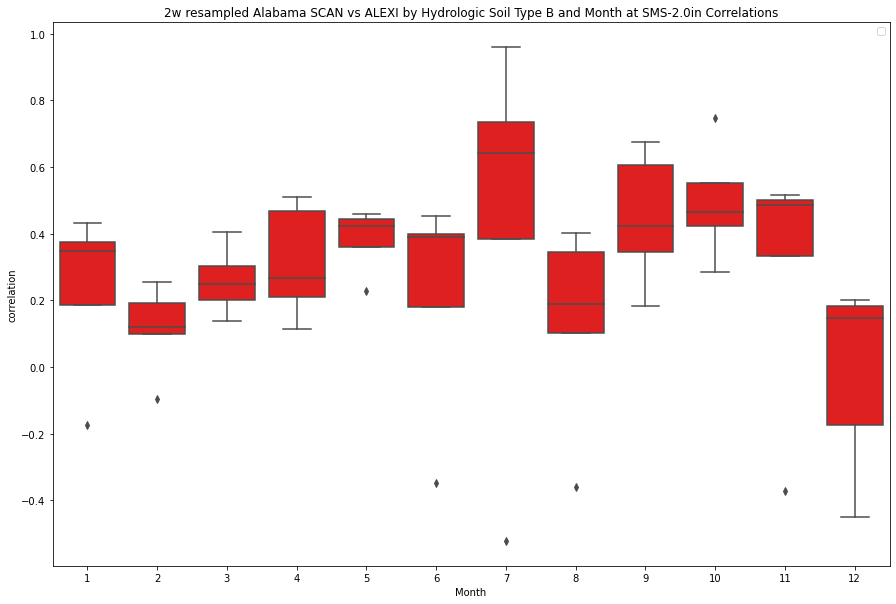 2w resampled Alabama SCAN vs ALEXI by Hydrologic Soil Type B and Month at SMS-2.0in Correlations
1.0
0.8
0.6
0.4
0.2
0.0
−0.2
−0.4
correlation
1 2 3 4 5 6 7 8 9 10 11 12
Month